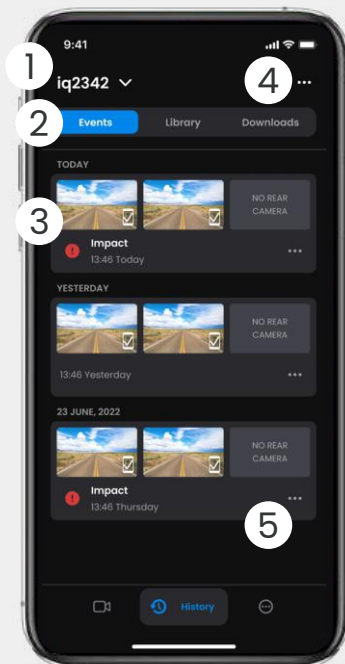 9:41
1
iq2342
4
2
Events Library Downloads
TODAY
3
NO REAR
CAMERA
Impact
13:46 Today
YESTERDAY
NO REAR
CAMERA
13:46 Yesterday
23 JUNE, 2022
NO REAR
CAMERA
Impact
13:46 Thursday
5
History